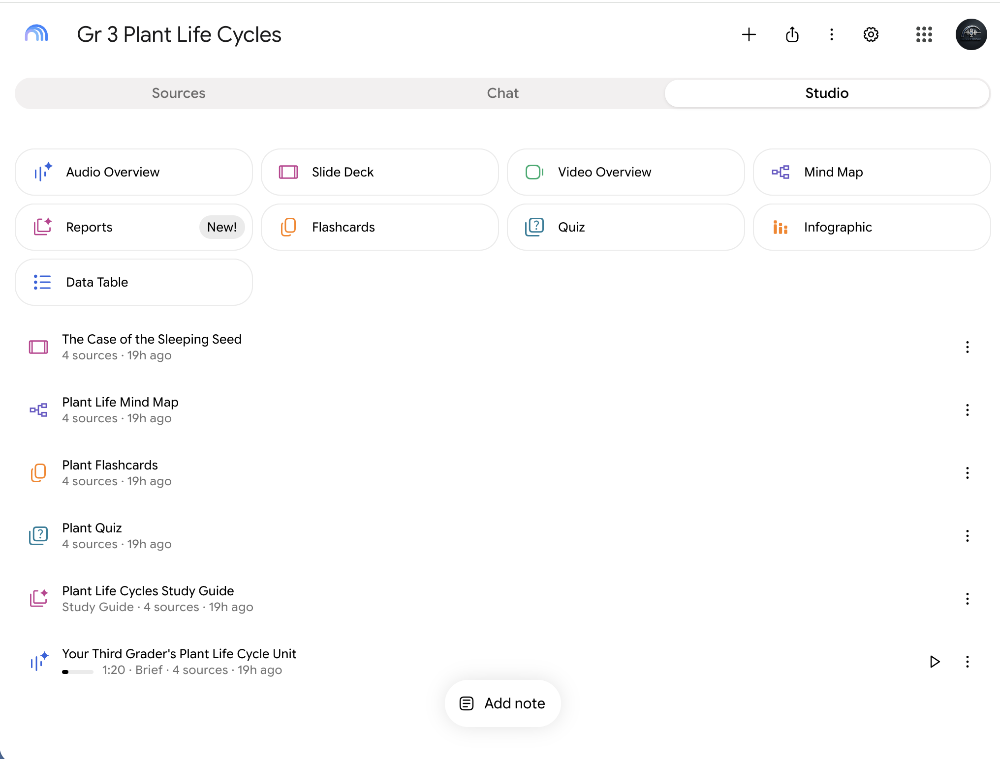 Gr 3 Plant Life Cycles
Sources
Chat
Studio
Audio Overview
Slide Deck
Video Overview
Mind Map
Reports
New!
Flashcards
Quiz
Infographic
Data Table
The Case of the Sleeping Seed
4 sources · 19h ago
Plant Life Mind Map
4 sources · 19h ago
Plant Flashcards
4 sources · 19h ago
Plant Quiz
4 sources · 19h ago
Plant Life Cycles Study Guide
Study Guide · 4 sources · 19h ago
Your Third Grader's Plant Life Cycle Unit
1:20 · Brief · 4 sources · 19h ago
Add note